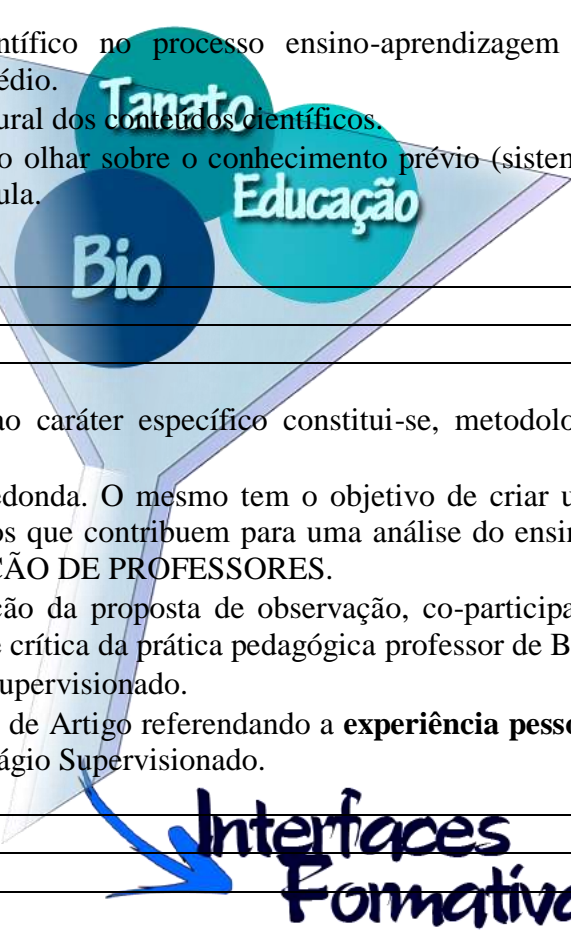 ntífico no processo ensino-aprendizagem
édio.
Tanato
ural dos conteúdos científicos.
o olhar sobre o conhecimento prévio (sistem
Educação
ula.
Bio
ao caráter específico constitui-se, metodolo
edonda. O mesmo tem o objetivo de criar u
os que contribuem para uma análise do ensin
ÇÃO DE PROFESSORES.
ção da proposta de observação, co-participa
e crítica da prática pedagógica professor de B
upervisionado.
de Artigo referendando a experiência pesso
ágio Supervisionado.
Interfaces
Formativa